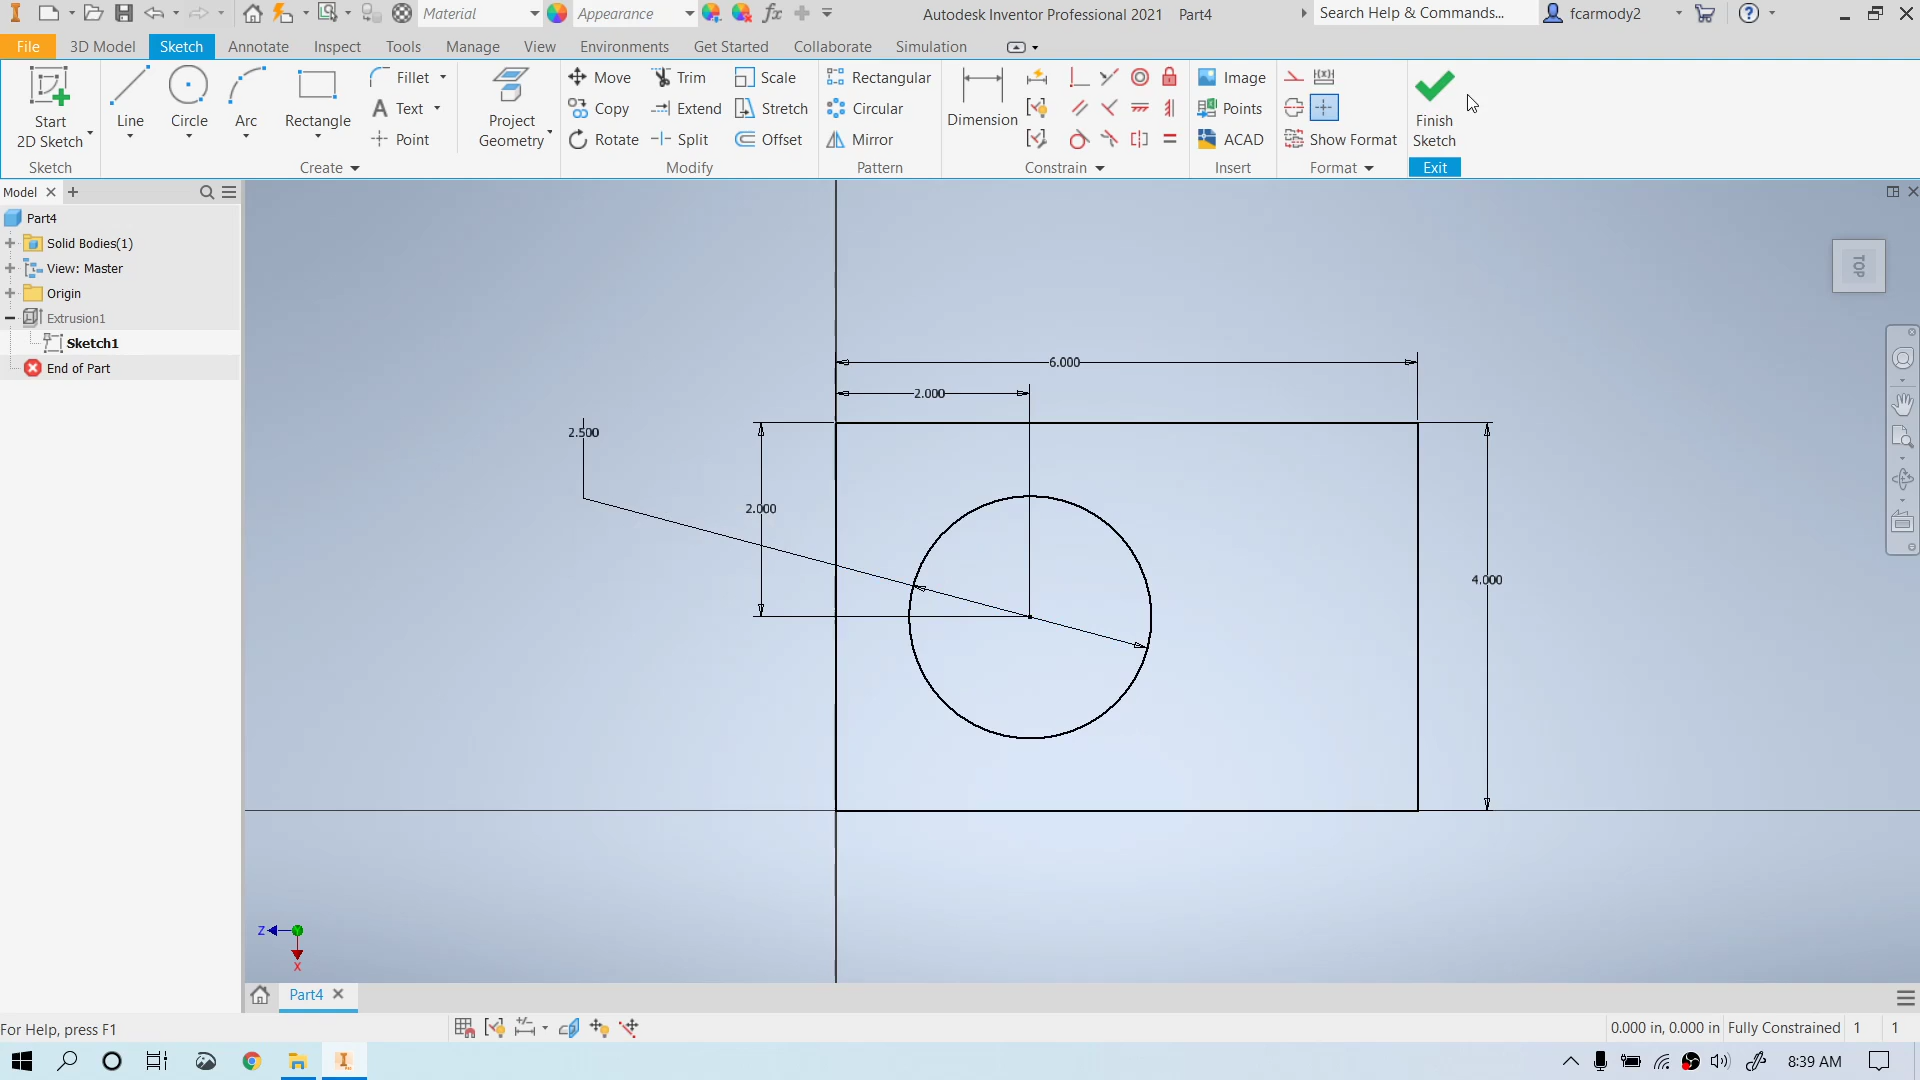 Material
Appearance
Autodesk Inventor Professional 2021 Part4
Search Help & Commands...
fcarmody2
File 3D Model Sketch Annotate Inspect Tools Manage View Environments Get Started Collaborate Simulation
Start
2D Sketch
Line
Circle
Arc
Rectangle
Fillet
Text
Point
Project
Geometry
Move
Copy
Rotate
Trim
Extend
Split
Scale
Stretch
Offset
Rectangular
Circular
Mirror
Dimension
Image
Points
ACAD
Show Format
Finish
Sketch
Sketch
Create
Modify
Pattern
Constrain
Insert
Format
Exit
Model
Part4
Solid Bodies(1)
View: Master
Origin
Extrusion1
Sketch1
End of Part
TOP
6.000
2.000
2.500
2.000
4.000
Z
X
Part4
For Help, press F1
0.000 in, 0.000 in Fully Constrained 1 1
8:39 AM